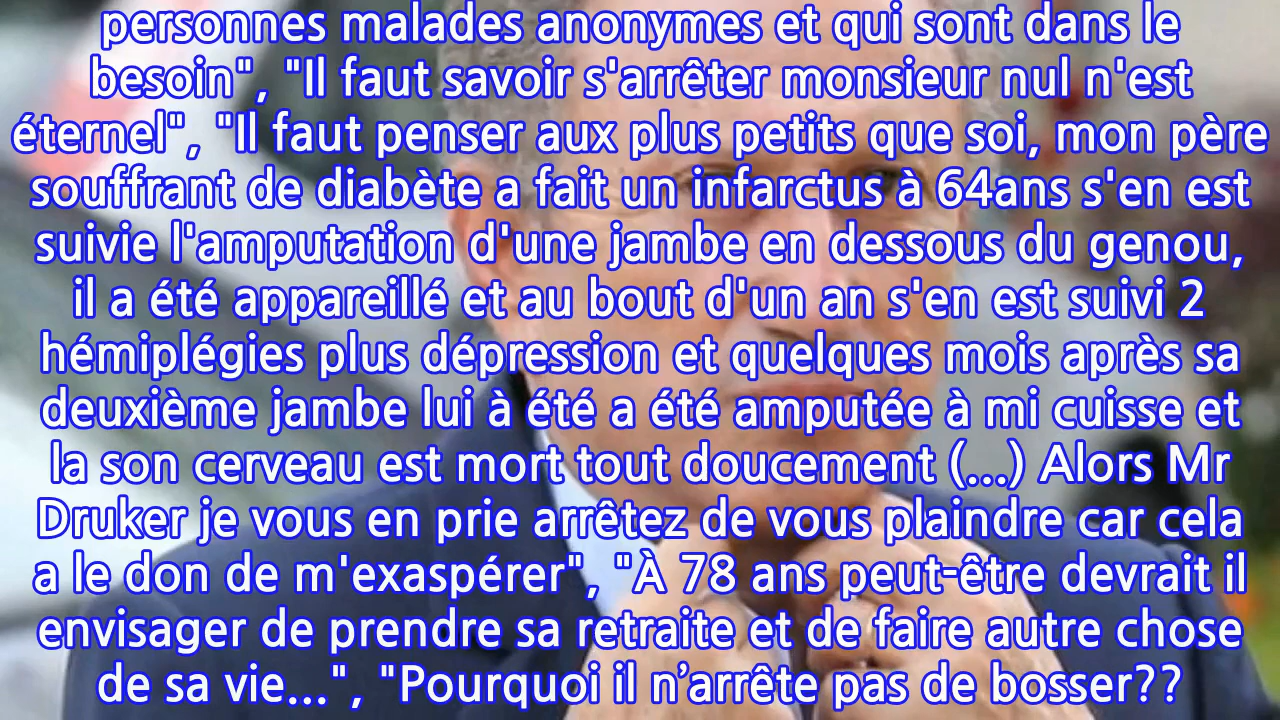 personnes malades anonymes et qui sont dans le
besoin", "Il faut savoir s'arrêter monsieur nul n'est
éternel", "Il faut penser aux plus petits que soi, mon père
souffrant de diabète a fait un infarctus à 64ans s'en est
suivie l'amputation d'une jambe en dessous du genou,
il a été appareillé et au bout d'un an s'en est suivi 2
hémiplégies plus dépression et quelques mois après sa
deuxième jambe lui à été a été amputée à mi cuisse et
la son cerveau est mort tout doucement (...) Alors Mr
Druker je vous en prie arrêtez de vous plaindre car cela
a le don de m'exaspérer", "À 78 ans peut-être devrait il
envisager de prendre sa retraite et de faire autre chose
de sa vie...", "Pourquoi il n’arrête pas de bosser??